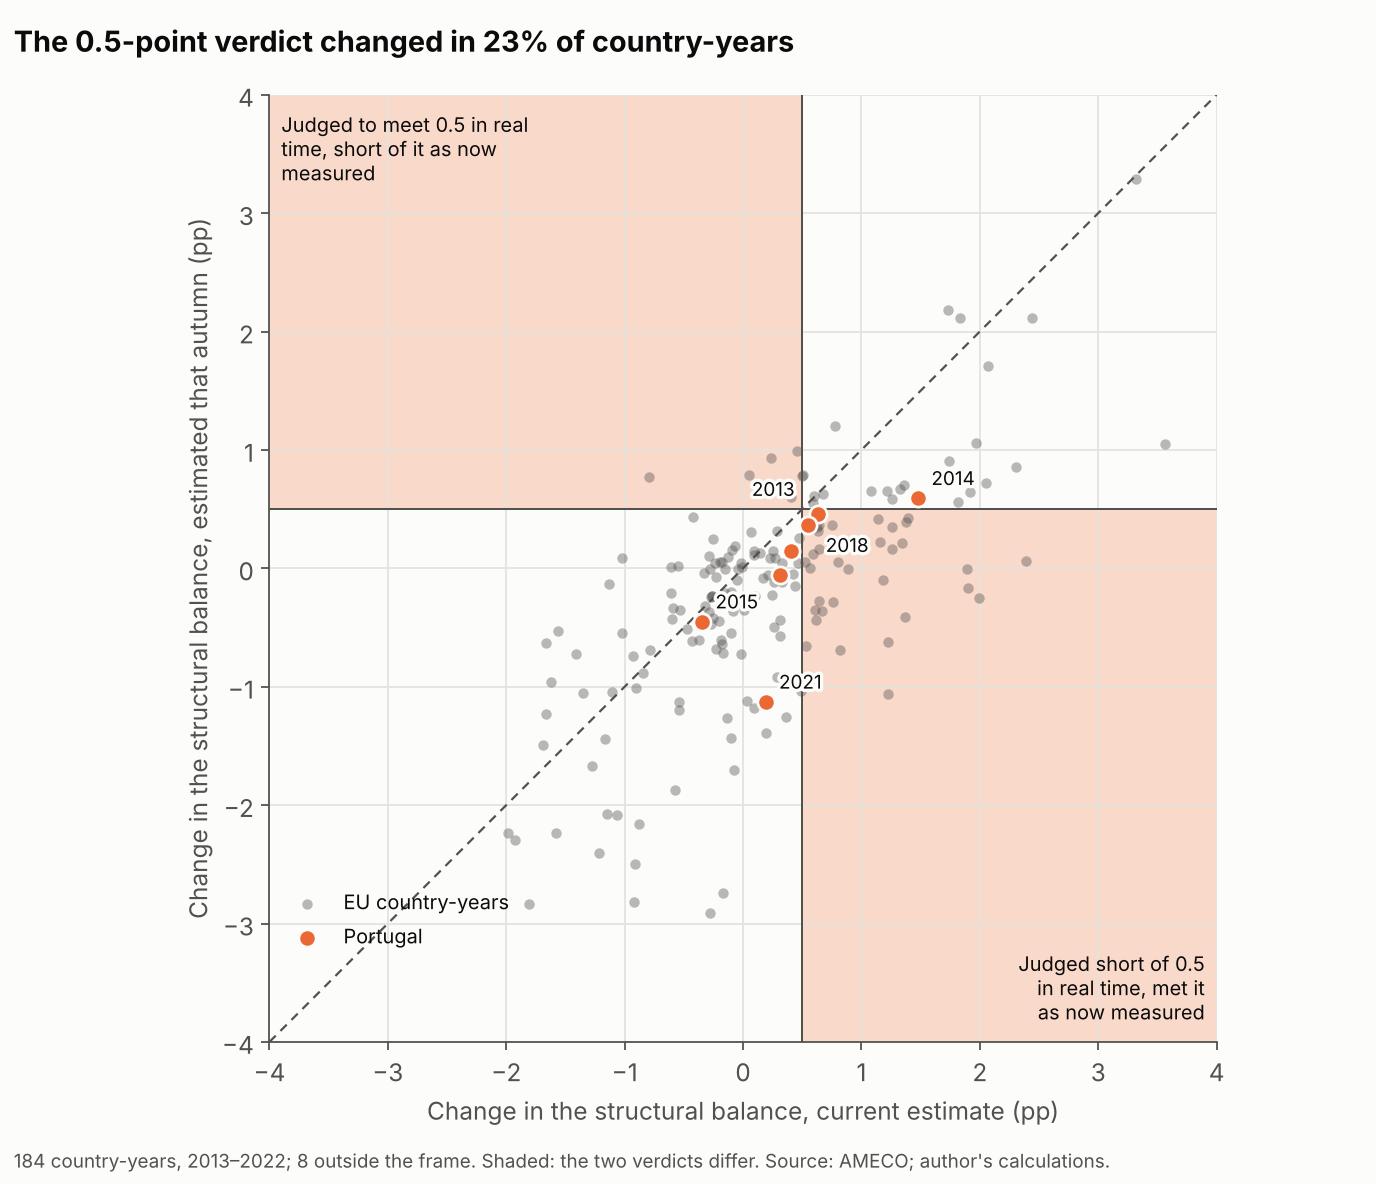 The 0.5-point verdict changed in 23% of country-years
Change in the structural balance, estimated that autumn (pp)
4
3
2
1
0
−1
−2
−3
−4
Judged to meet 0.5 in real
time, short of it as now
measured
2014
2013
2018
2015
2021
EU country-years
Portugal
Judged short of 0.5
in real time, met it
as now measured
−4
−3
−2
−1
0
1
2
3
4
Change in the structural balance, current estimate (pp)
184 country-years, 2013–2022; 8 outside the frame. Shaded: the two verdicts differ. Source: AMECO; author's calculations.